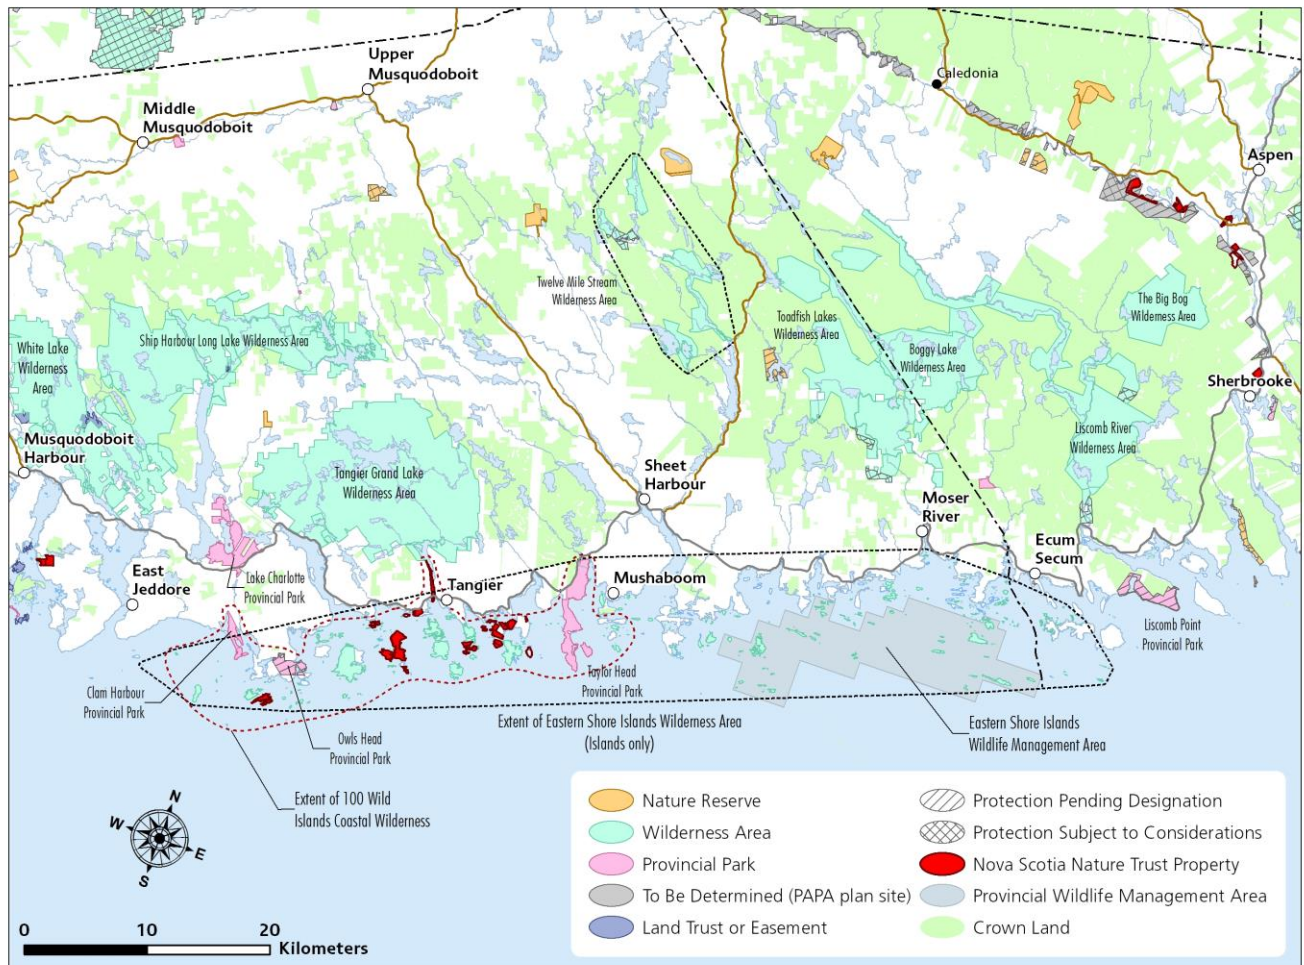 Upper
Musquodoboit
Caledonia
Middle
Musquodoboit
Aspen
Twelve Mile Stream
Wilderness Area
The Big Bog
Wilderness Area
Toadfish Lakes
Wilderness Area
Ship Harbour Long Lake Wilderness Area
White Lake
Wilderness
Area
Boggy Lake
Wilderness Area
Sherbrooke
Liscomb River
Wilderness Area
Musquodoboit
Harbour
Tangier Grand Lake
Wilderness Area
Sheet
Harbour
Moser
River
Ecum
Secum
East
Jeddore
Lake Charlotte
Provincial Park
Tangier
Mushaboom
Liscomb Point
Provincial Park
Taylor Head
Provincial Park
Clam Harbour
Provincial Park
Extent of Eastern Shore Islands Wilderness Area
(Islands only)
Eastern Shore Islands
Wildlife Management Area
Owls Head
Provincial Park
Extent of 100 Wild
Islands Coastal Wilderness
N
W
E
S
0 10 20
Kilometers
Nature Reserve
Wilderness Area
Provincial Park
To Be Determined (PAPA plan site)
Land Trust or Easement
Protection Pending Designation
Protection Subject to Considerations
Nova Scotia Nature Trust Property
Provincial Wildlife Management Area
Crown Land